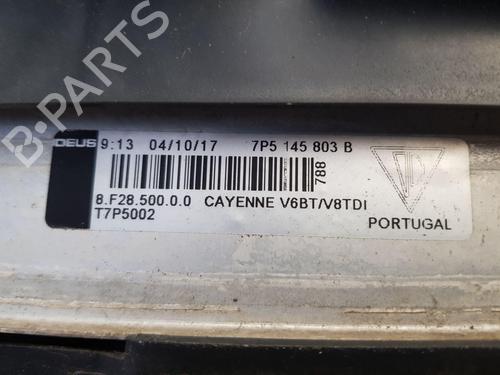 DEUS 9:13 04/10/17 7P5 145 803 B
788
8.F28.500.0.0 CAYENNE V6BT/V8TDI
T7P5002
PORTUGAL
B-PARTS